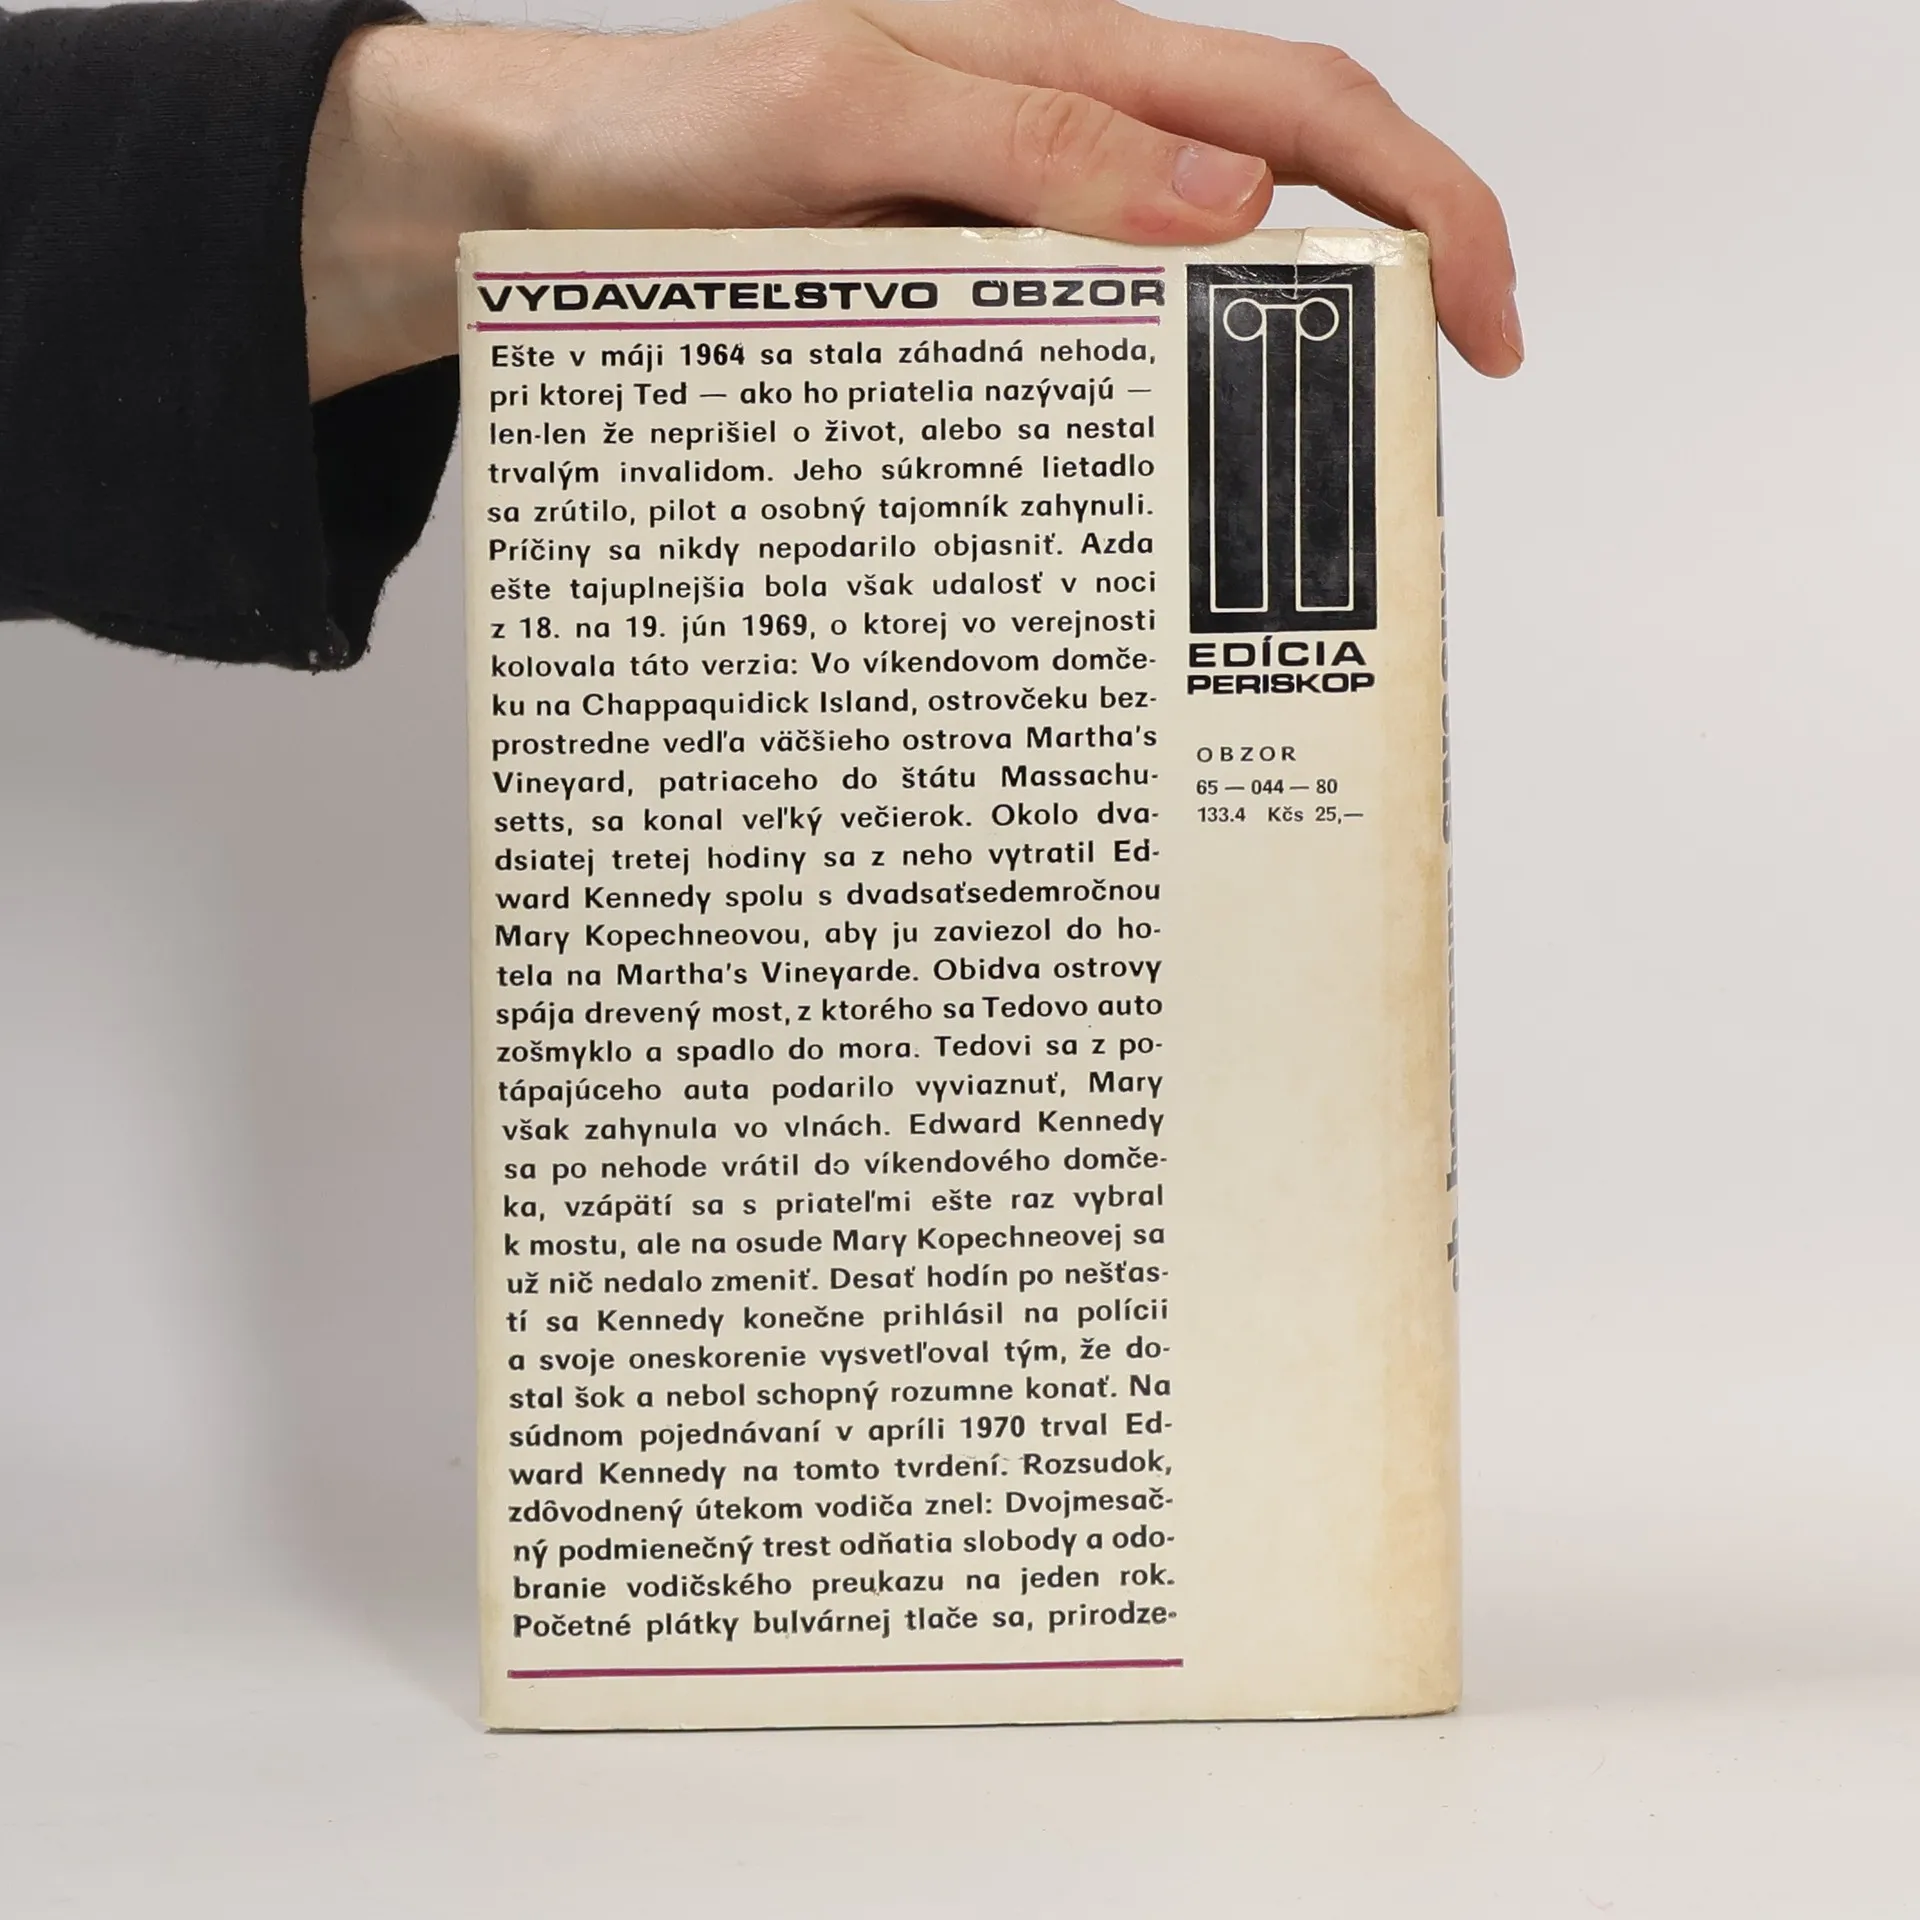 VYDAVATEĽSTVO OBZOR
Ešte v máji 1964 sa stala záhadná nehoda,
pri ktorej Ted — ako ho priatelia nazývajú —
len-len že neprišiel o život, alebo sa nestal
trvalým invalidom. Jeho súkromné lietadlo
sa zrútilo, pilot a osobný tajomník zahynuli.
Príčiny sa nikdy nepodarilo objasniť. Azda
ešte tajuplnejšia bola však udalosť v noci
z 18. na 19. jún 1969, o ktorej vo verejnosti
kolovala táto verzia: Vo víkendovom domče-
ku na Chappaquidick Island, ostrovčeku bez-
prostredne vedľa väčšieho ostrova Martha's
Vineyard, patriaceho do štátu Massachu-
setts, sa konal veľký večierok. Okolo dva-
dsiatej tretej hodiny sa z neho vytratil Ed-
ward Kennedy spolu s dvadsaťsedemročnou
Mary Kopechneovou, aby ju zaviezol do ho-
tela na Martha's Vineyarde. Obidva ostrovy
spája drevený most, z ktorého sa Tedovo auto
zošmyklo a spadlo do mora. Tedovi sa z po-
tápajúceho auta podarilo vyviaznuť, Mary
však zahynula vo vlnách. Edward Kennedy
sa po nehode vrátil do víkendového domče-
ka, vzápätí sa s priateľmi ešte raz vybral
k mostu, ale na osude Mary Kopechneovej sa
už nič nedalo zmeniť. Desať hodín po nešťas-
tí sa Kennedy konečne prihlásil na polícii
a svoje oneskorenie vysvetľoval tým, že do-
stal šok a nebol schopný rozumne konať. Na
súdnom pojednávaní v apríli 1970 trval Ed-
ward Kennedy na tomto tvrdení. Rozsudok,
zdôvodnený útekom vodiča znel: Dvojmesač-
ný podmienečný trest odňatia slobody a odo-
branie vodičského preukazu na jeden rok.
Početné plátky bulvárnej tlače sa, prirodze-
EDÍCIA
PERISKOP
OBZOR
65 — 044 — 80
133.4 Kčs 25,—